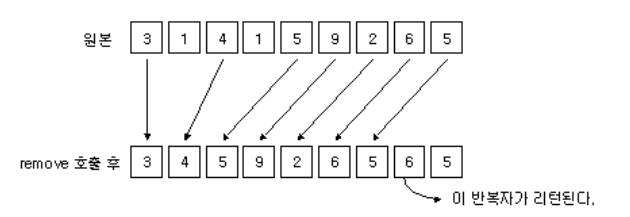 원본 3 1 4 1 5 9 2 6 5
remove 호출 후 3 4 5 9 2 6 5 6 5
이 반복자가 리턴된다.